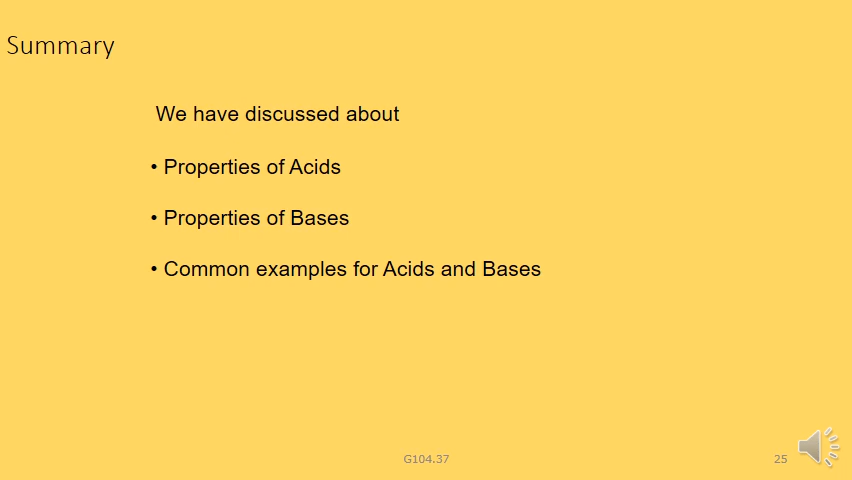 Summary
We have discussed about
• Properties of Acids
• Properties of Bases
• Common examples for Acids and Bases
G104.37
25